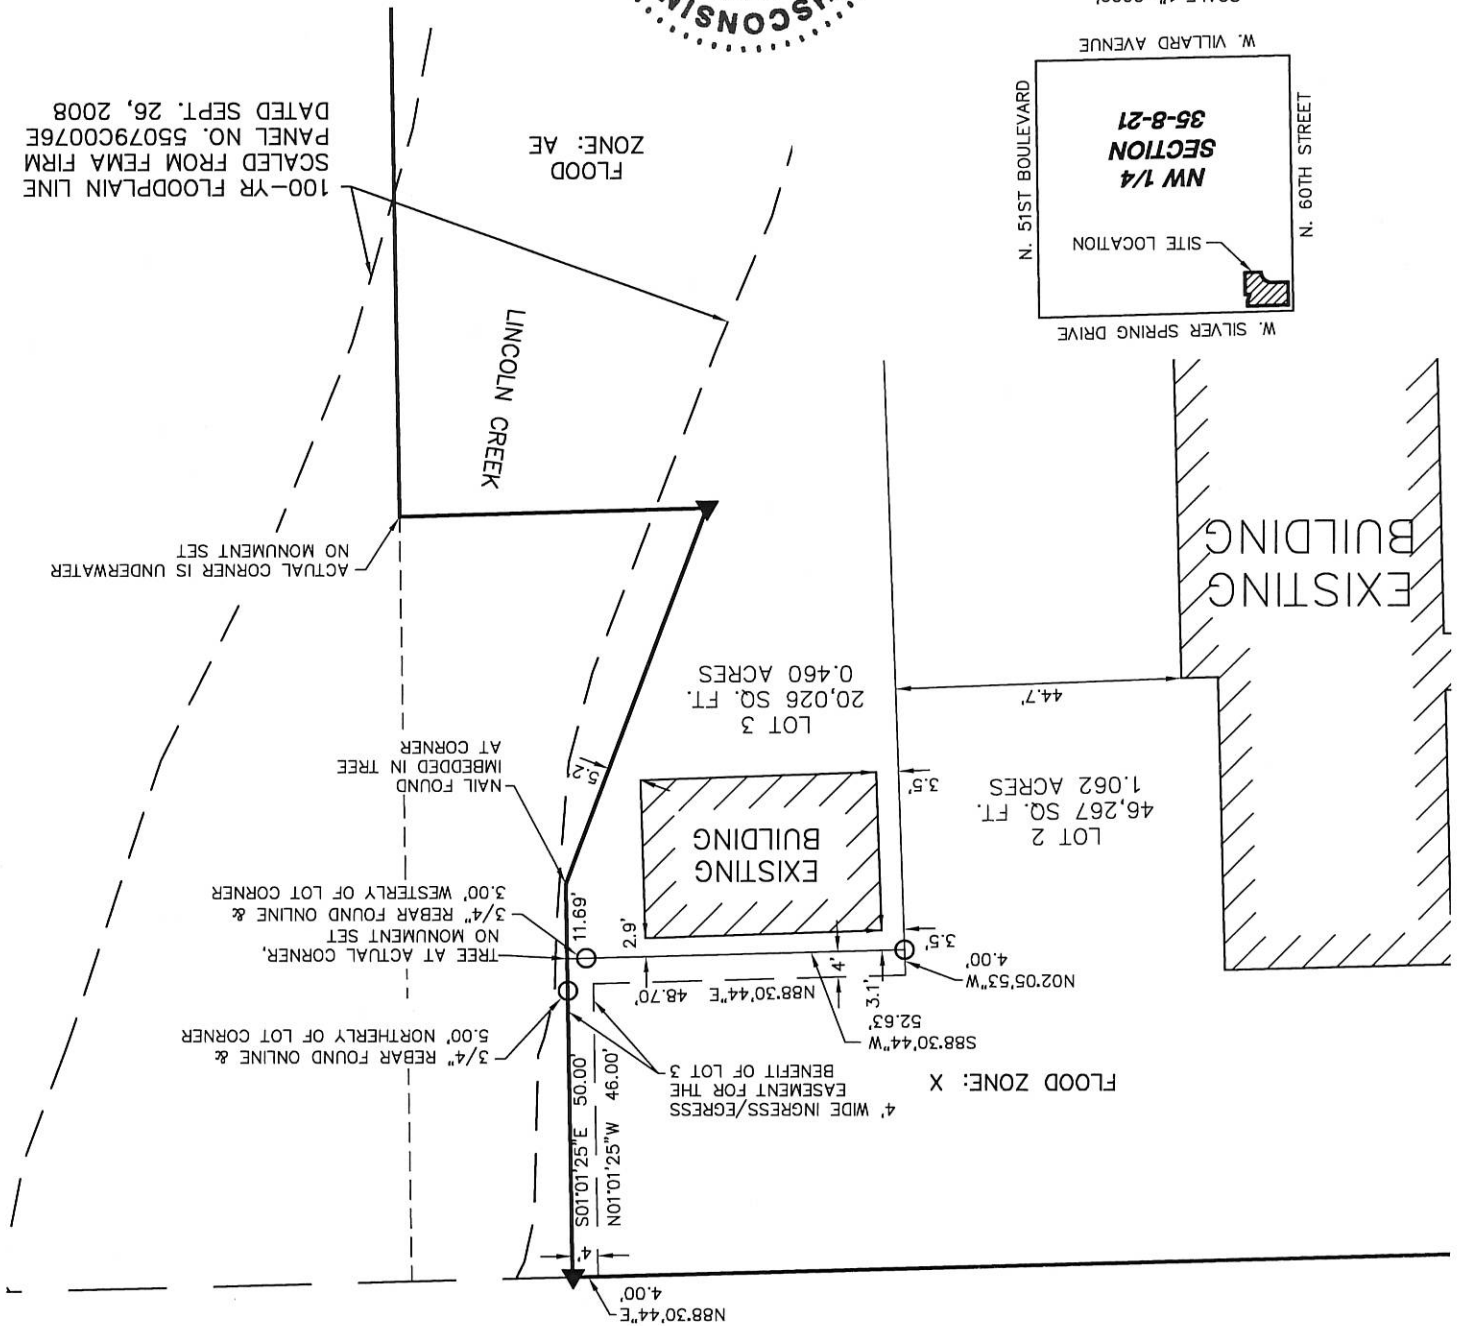 N88°30'44"E
4.00'
4'
S01°01'25"E 50.00'
N01°01'25"W 46.00'
4' WIDE INGRESS/EGRESS
EASEMENT FOR THE
BENEFIT OF LOT 3
FLOOD ZONE: X
3/4" REBAR FOUND ONLINE &
5.00' NORTHERLY OF LOT CORNER
S88°30'44"W
52.63'
N88°30'44"E 48.70'
3.1'
4'
N02°05'53"W
4.00'
3.5'
2.9'
11.69'
TREE AT ACTUAL CORNER,
NO MONUMENT SET
3/4" REBAR FOUND ONLINE &
3.00' WESTERLY OF LOT CORNER
EXISTING
BUILDING
LOT 2
46,267 SQ. FT.
1.062 ACRES
3.5'
5.2'
NAIL FOUND
IMBEDDED IN TREE
AT CORNER
LOT 3
20,026 SQ. FT.
0.460 ACRES
44.7'
EXISTING
BUILDING
ACTUAL CORNER IS UNDERWATER
NO MONUMENT SET
LINCOLN CREEK
W. SILVER SPRING DRIVE
SITE LOCATION
N. 60TH STREET
N. 51ST BOULEVARD
NW 1/4
SECTION
35-8-21
W. VILLARD AVENUE
100-YR FLOODPLAIN LINE
SCALED FROM FEMA FIRM
PANEL NO. 55079C0076E
DATED SEPT. 26, 2008
FLOOD
ZONE: AE